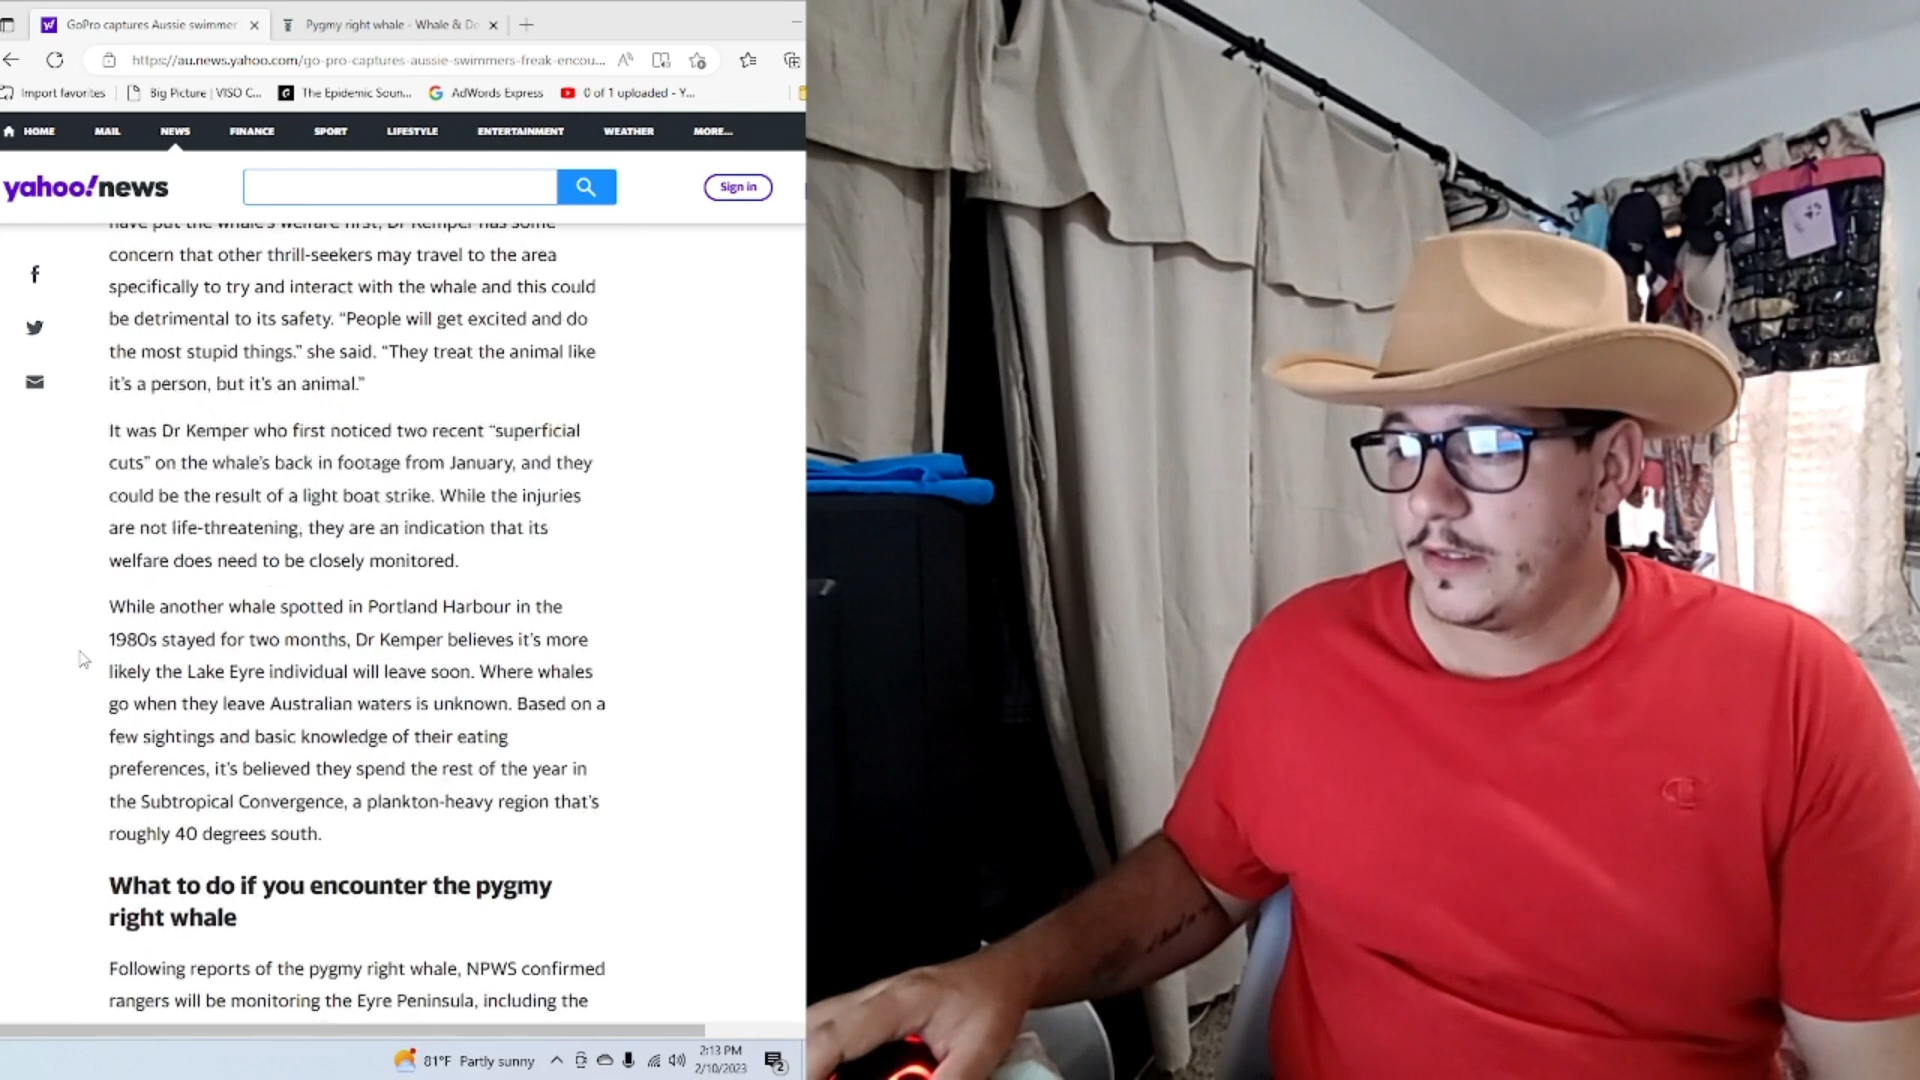 GoPro captures Aussie swimmer
Pygmy right whale - Whale & Do
https://au.news.yahoo.com/go-pro-captures-aussie-swimmers-freak-encou...
Import favorites
Big Picture | VISO C...
The Epidemic Soun...
AdWords Express
0 of 1 uploaded - Y...
HOME
MAIL
NEWS
FINANCE
SPORT
LIFESTYLE
ENTERTAINMENT
WEATHER
MORE...
yahoo!news
Sign in
have put the whale's welfare first, Dr Kemper has some
concern that other thrill-seekers may travel to the area
specifically to try and interact with the whale and this could
be detrimental to its safety. “People will get excited and do
the most stupid things.” she said. “They treat the animal like
it's a person, but it's an animal.”
It was Dr Kemper who first noticed two recent “superficial
cuts” on the whale's back in footage from January, and they
could be the result of a light boat strike. While the injuries
are not life-threatening, they are an indication that its
welfare does need to be closely monitored.
While another whale spotted in Portland Harbour in the
1980s stayed for two months, Dr Kemper believes it's more
likely the Lake Eyre individual will leave soon. Where whales
go when they leave Australian waters is unknown. Based on a
few sightings and basic knowledge of their eating
preferences, it's believed they spend the rest of the year in
the Subtropical Convergence, a plankton-heavy region that's
roughly 40 degrees south.
What to do if you encounter the pygmy
right whale
Following reports of the pygmy right whale, NPWS confirmed
rangers will be monitoring the Eyre Peninsula, including the
81°F Partly sunny
2:13 PM
2/10/2023
2